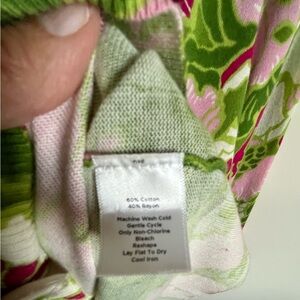 60% Cotton
40% Rayon
Machine Wash Cold
Gentle Cycle
Only Non-Chlorine
Bleach
Reshape
Lay Flat To Dry
Cool Iron